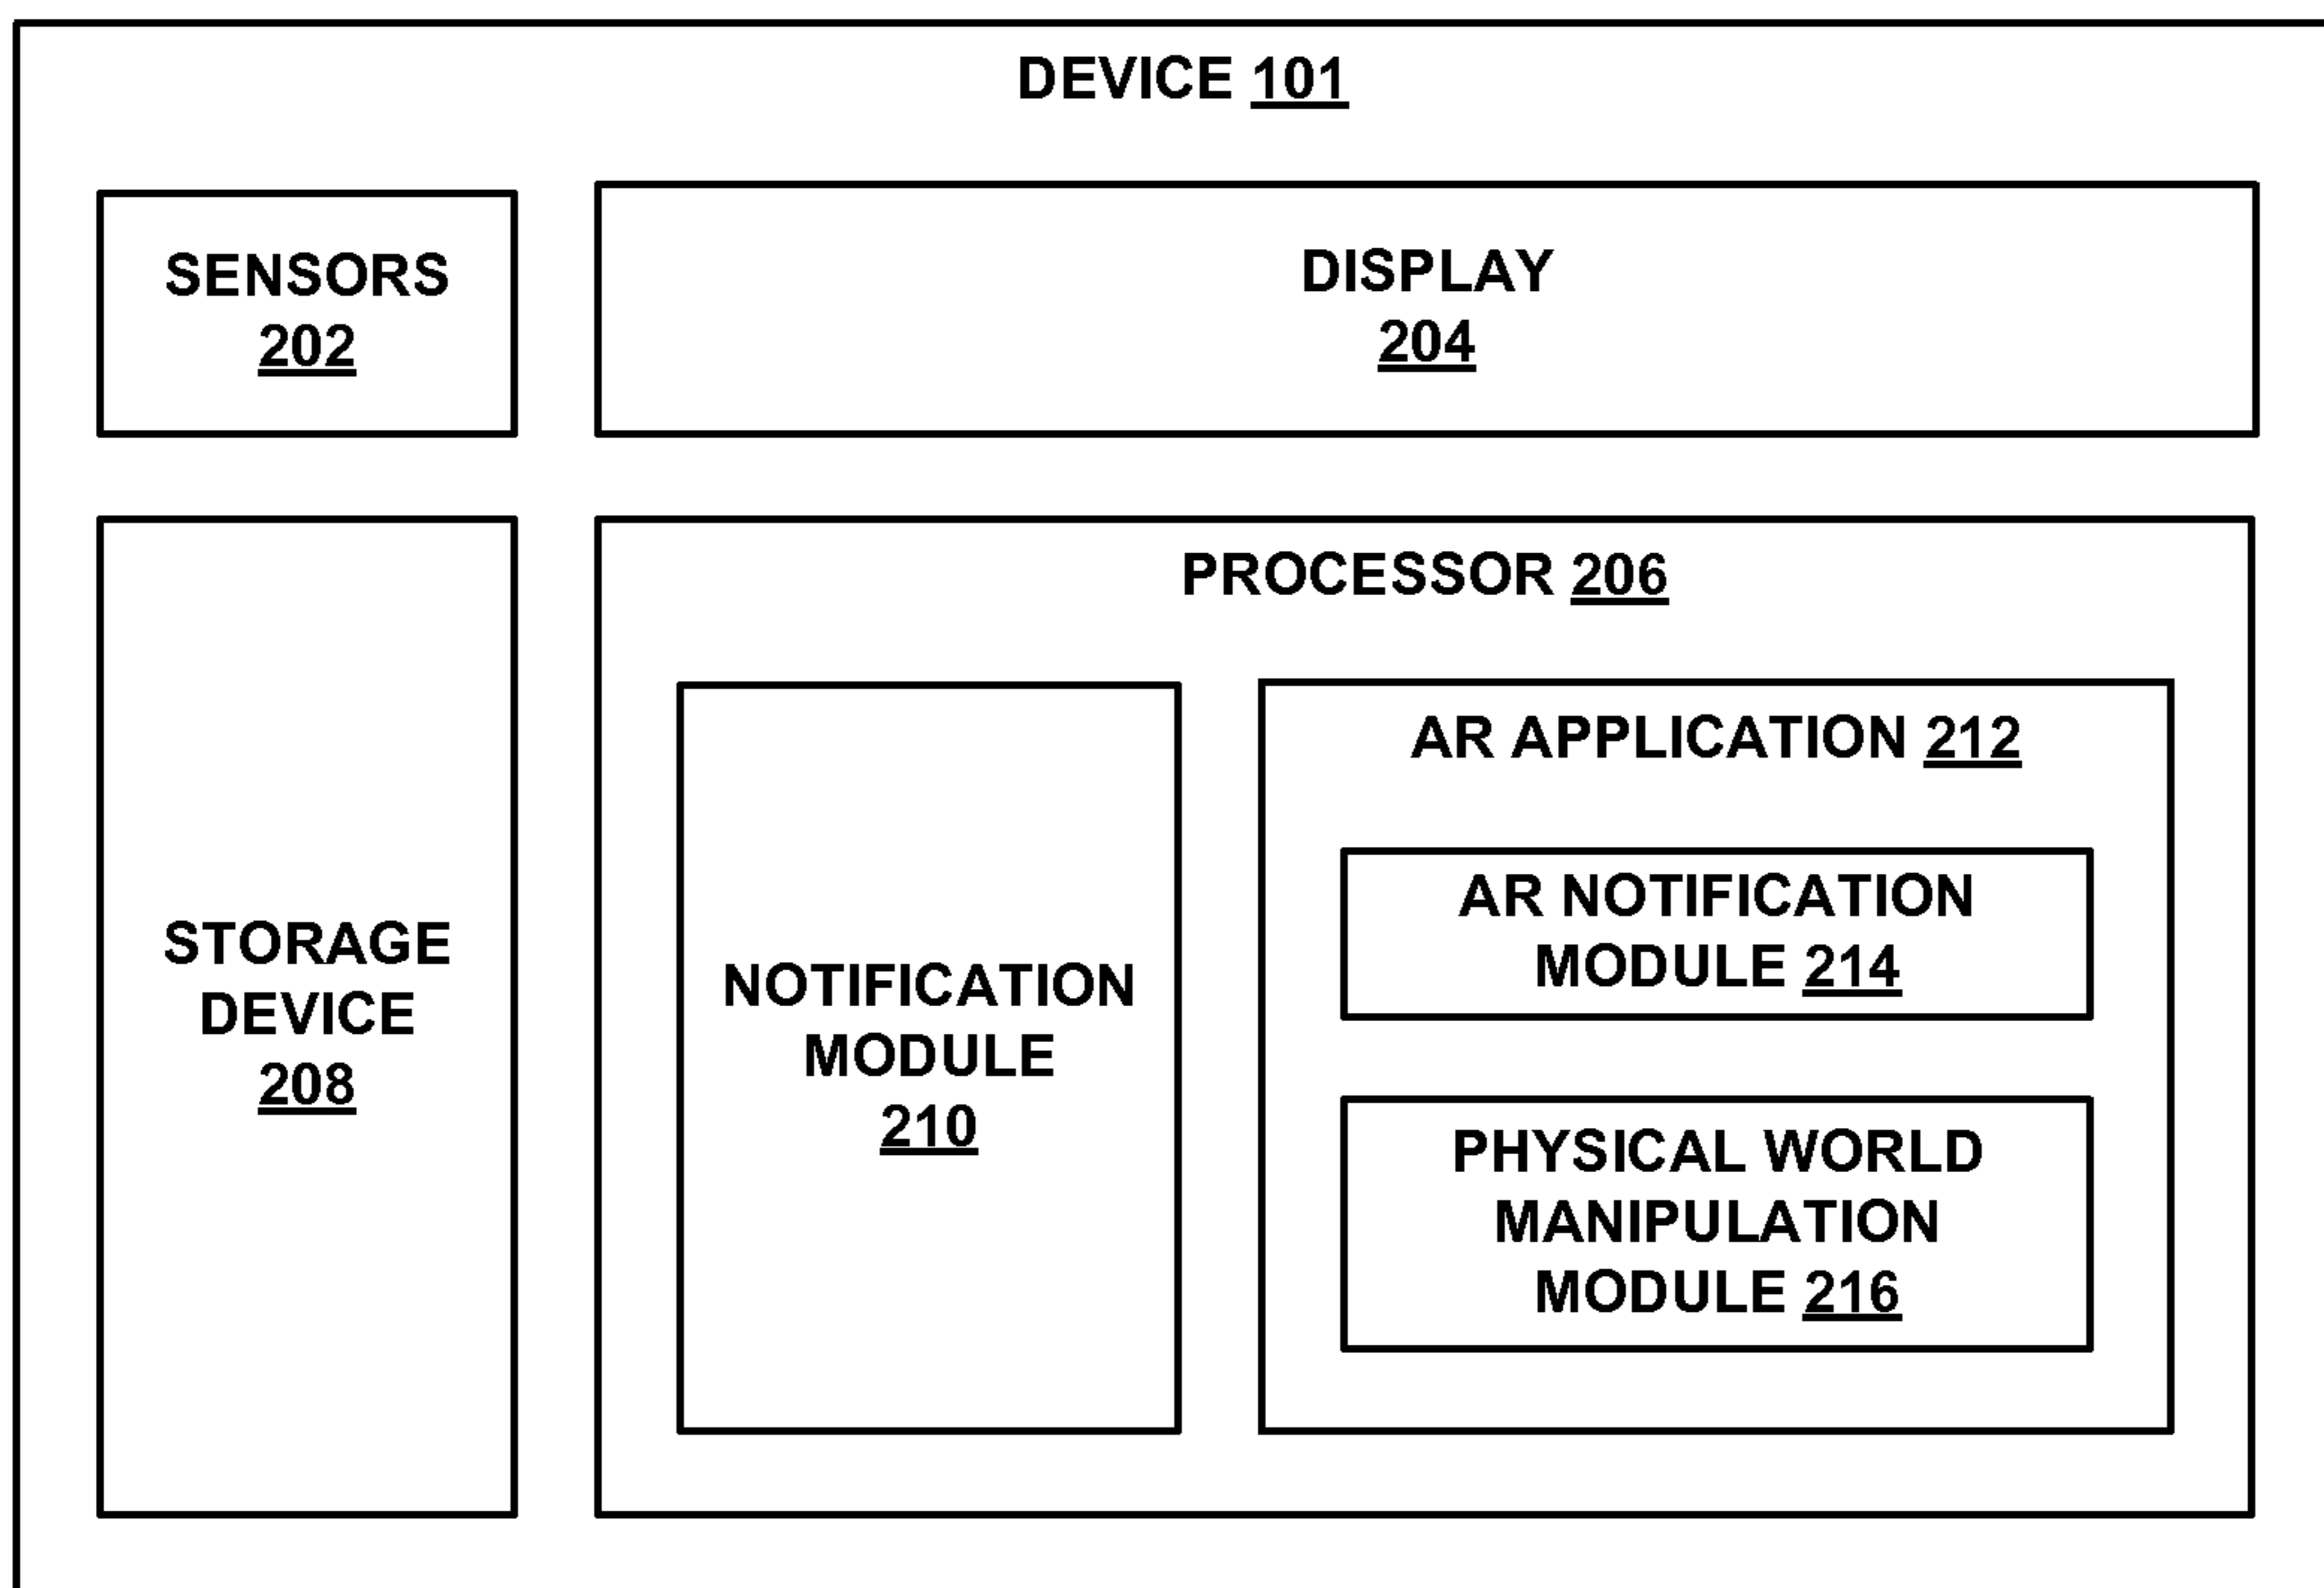 DEVICE 101
SENSORS
202
DISPLAY
204
STORAGE
DEVICE
208
PROCESSOR 206
NOTIFICATION
MODULE
210
AR APPLICATION 212
AR NOTIFICATION
MODULE 214
PHYSICAL WORLD
MANIPULATION
MODULE 216